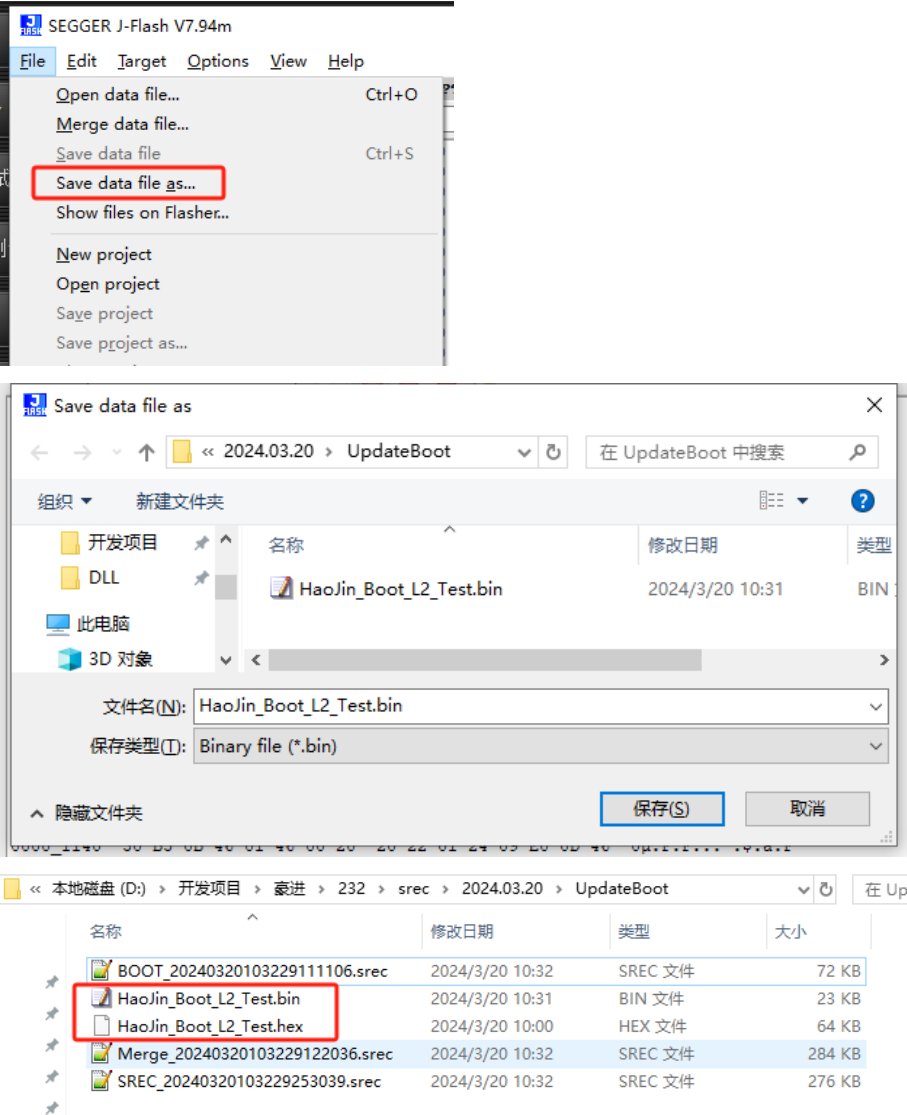 SEGGER J-Flash V7.94m
File Edit Target Options View Help
Open data file... Ctrl+O
Merge data file...
Save data file Ctrl+S
Save data file as...
Show files on Flasher...
New project
Open project
Save project
Save project as...
Save data file as
« 2024.03.20 › UpdateBoot 在 UpdateBoot 中搜索
组织 新建文件夹
开发项目 名称 修改日期 类型
DLL HaoJin_Boot_L2_Test.bin 2024/3/20 10:31 BIN
此电脑
3D 对象
文件名(N): HaoJin_Boot_L2_Test.bin
保存类型(T): Binary file (*.bin)
隐藏文件夹 保存(S) 取消
« 本地磁盘 (D:) › 开发项目 › 豪进 › 232 › srec › 2024.03.20 › UpdateBoot 在 Up
名称 修改日期 类型 大小
BOOT_20240320103229111106.srec 2024/3/20 10:32 SREC 文件 72 KB
HaoJin_Boot_L2_Test.bin 2024/3/20 10:31 BIN 文件 23 KB
HaoJin_Boot_L2_Test.hex 2024/3/20 10:00 HEX 文件 64 KB
Merge_20240320103229122036.srec 2024/3/20 10:32 SREC 文件 284 KB
SREC_20240320103229253039.srec 2024/3/20 10:32 SREC 文件 276 KB